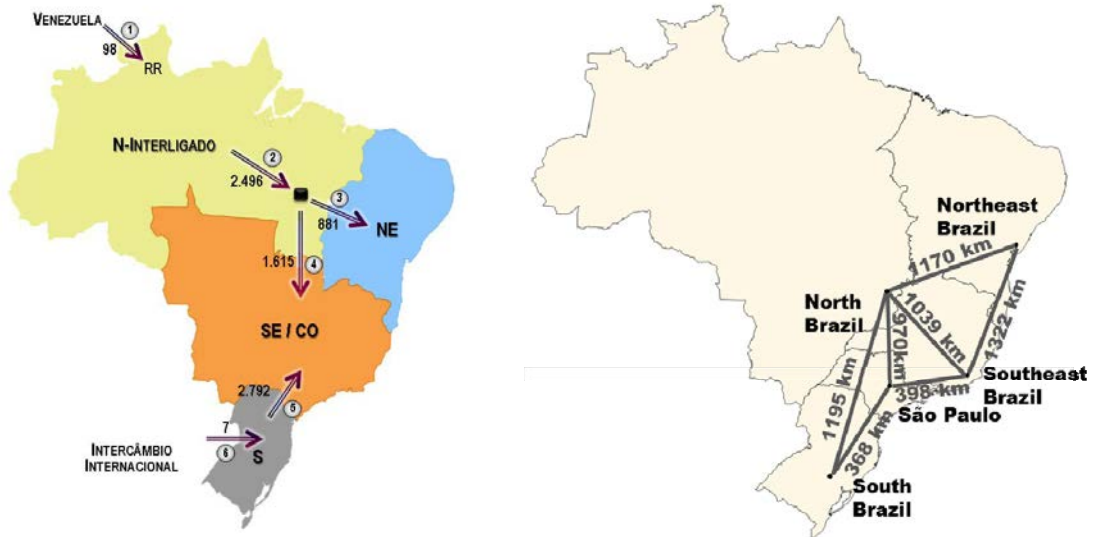 VENEZUELA
1
98
RR
N-INTERLIGADO
2
2.496
3
881
NE
1.615
4
SE / CO
2.792
5
7
INTERCÂMBIO
INTERNACIONAL
6
S
Northeast
Brazil
1170 km
North
Brazil
1039 km
970km
1322 km
1195 km
Southeast
Brazil
398 km
São Paulo
368 km
South
Brazil